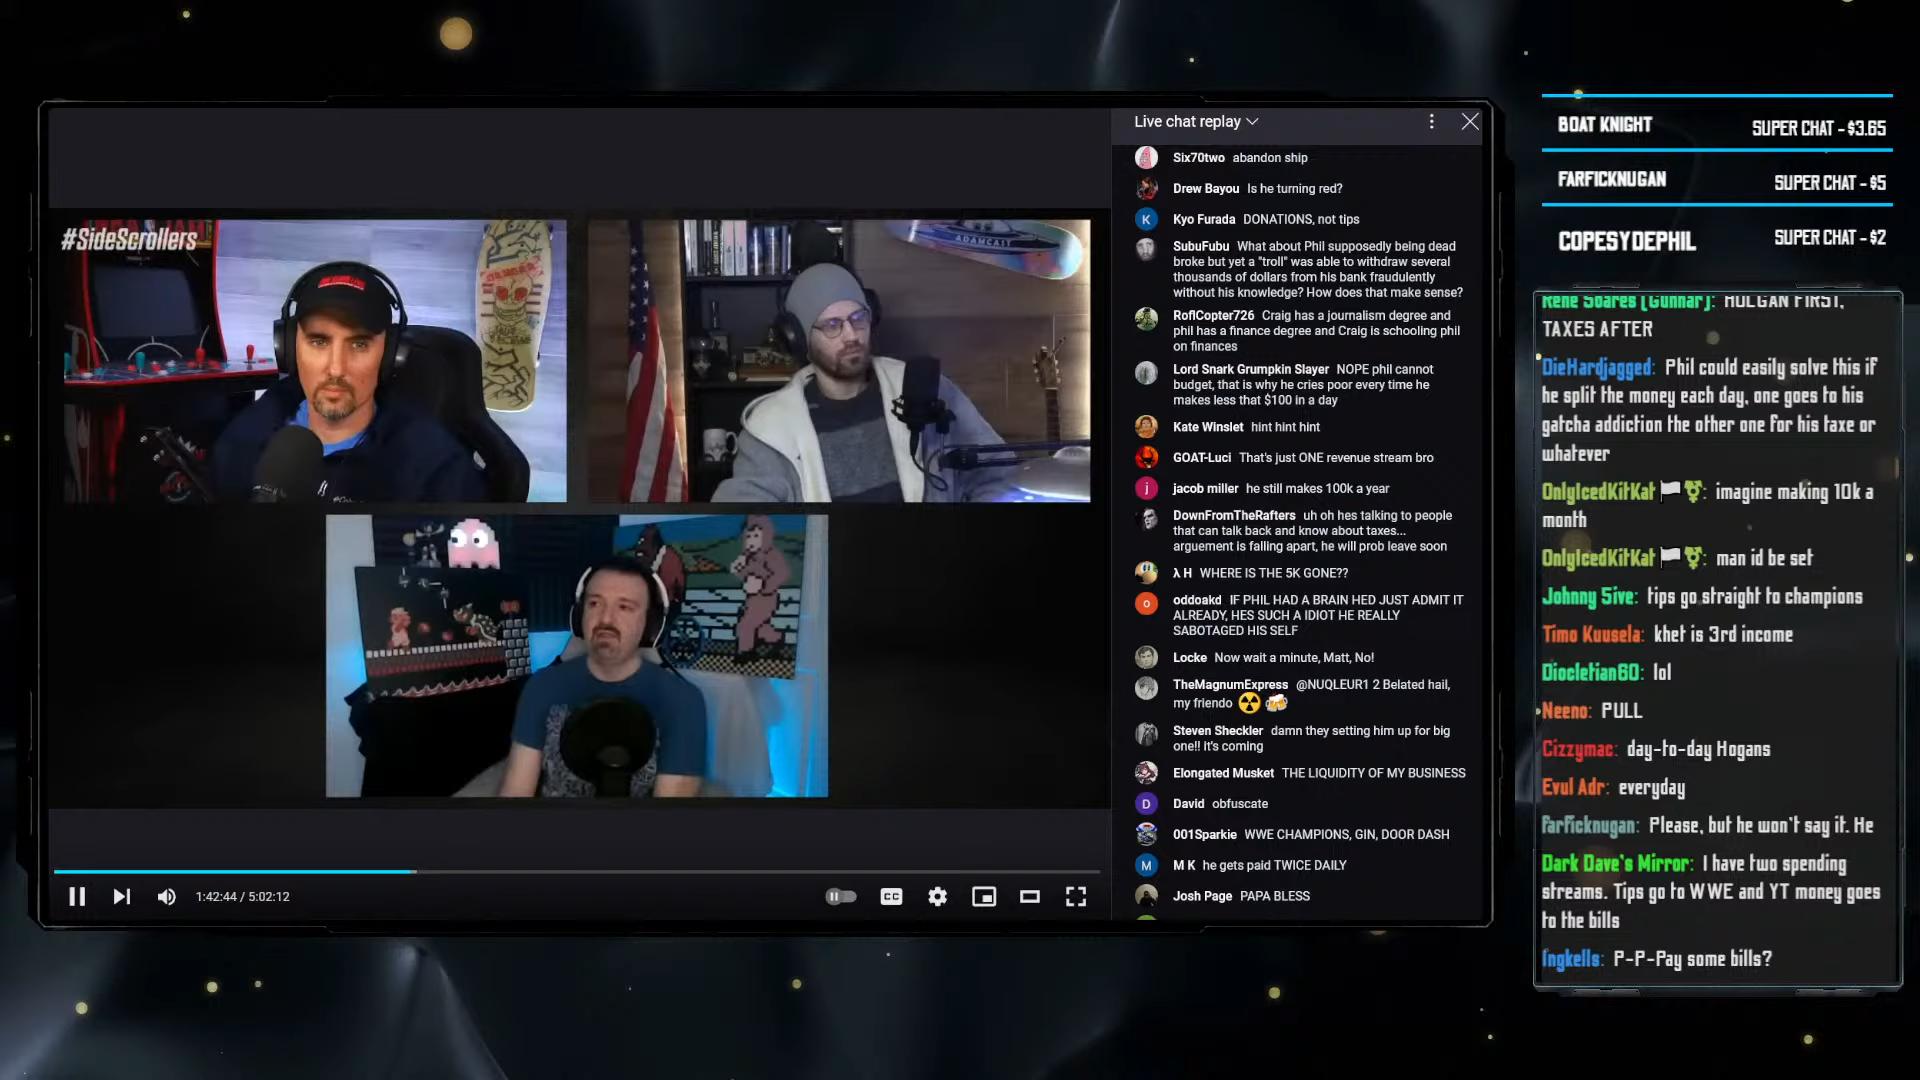 #SideScrollers
ADAMCAIT
1:42:44 / 5:02:12
CC
Live chat replay
Six70two abandon ship
Drew Bayou Is he turning red?
K
Kyo Furada DONATIONS, not tips
SubuFubu What about Phil supposedly being dead
broke but yet a "troll" was able to withdraw several
thousands of dollars from his bank fraudulently
without his knowledge? How does that make sense?
RoflCopter726 Craig has a journalism degree and
phil has a finance degree and Craig is schooling phil
on finances
Lord Snark Grumpkin Slayer NOPE phil cannot
budget, that is why he cries poor every time he
makes less that $100 in a day
Kate Winslet hint hint hint
GOAT-Luci That's just ONE revenue stream bro
j
jacob miller he still makes 100k a year
DownFromTheRafters uh oh hes talking to people
that can talk back and know about taxes...
arguement is falling apart, he will prob leave soon
λ H WHERE IS THE 5K GONE??
o
oddoakd IF PHIL HAD A BRAIN HED JUST ADMIT IT
ALREADY, HES SUCH A IDIOT HE REALLY
SABOTAGED HIS SELF
Locke Now wait a minute, Matt, No!
TheMagnumExpress @NUQLEUR1 2 Belated hail,
my friendo ☢️ 🍻
Steven Sheckler damn they setting him up for big
one!! it's coming
Elongated Musket THE LIQUIDITY OF MY BUSINESS
D
David obfuscate
001Sparkie WWE CHAMPIONS, GIN, DOOR DASH
M
M K he gets paid TWICE DAILY
Josh Page PAPA BLESS
BOAT KNIGHT SUPER CHAT - $3.65
FARFICKNUGAN SUPER CHAT - $5
COPESYDEPHIL SUPER CHAT - $2
Rene Soares (Gunnar): HULGAN FIRST,
TAXES AFTER
DieHardjagged: Phil could easily solve this if
he split the money each day, one goes to his
gatcha addiction the other one for his taxe or
whatever
OnlyIcedKitKat 🏳️⚧: imagine making 10k a
month
OnlyIcedKitKat 🏳️⚧: man id be set
Johnny 5ive: tips go straight to champions
Timo Kuusela: khet is 3rd income
Diocletian60: lol
Neeno: PULL
Cizzymac: day-to-day Hogans
Evul Adr: everyday
farficknugan: Please, but he won't say it. He
Dark Dave's Mirror: I have two spending
streams. Tips go to WWE and YT money goes
to the bills
Ingkells: P-P-Pay some bills?